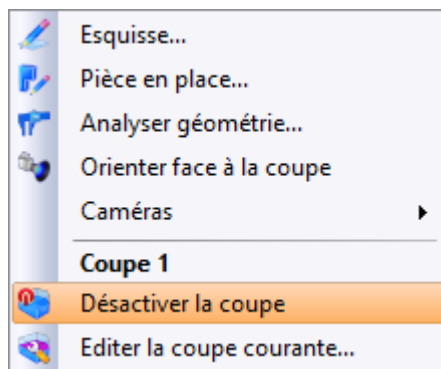 Esquisse...
Pièce en place...
Analyser géométrie...
Orienter face à la coupe
Caméras
Coupe 1
Désactiver la coupe
Editer la coupe courante...